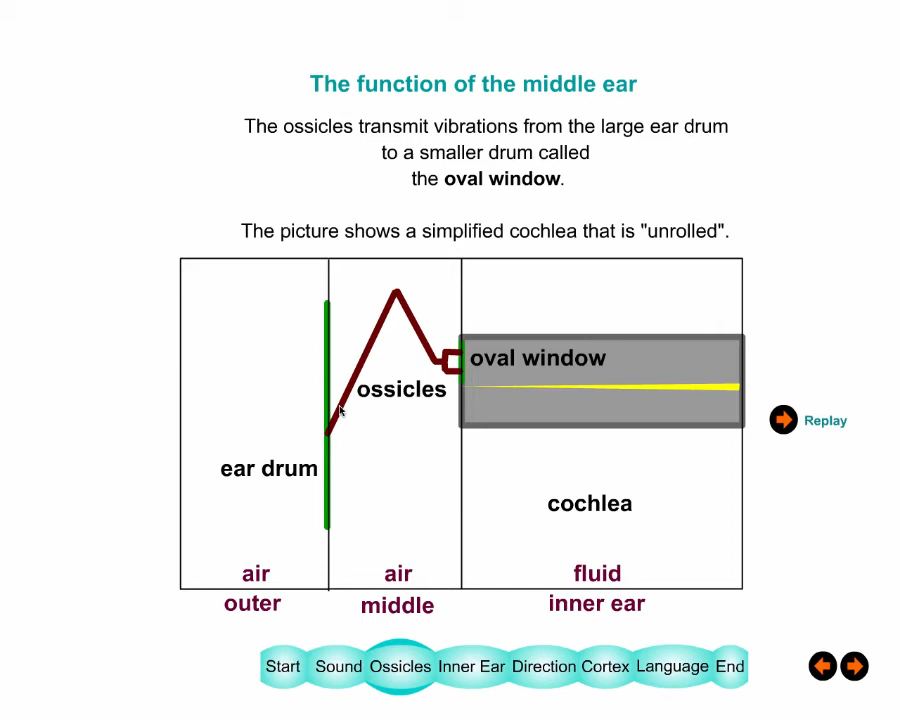 The function of the middle ear
The ossicles transmit vibrations from the large ear drum
to a smaller drum called
the oval window.
The picture shows a simplified cochlea that is "unrolled".
oval window
ossicles
Replay
ear drum
cochlea
air air fluid
outer middle inner ear
Start Sound Ossicles Inner Ear Direction Cortex Language End